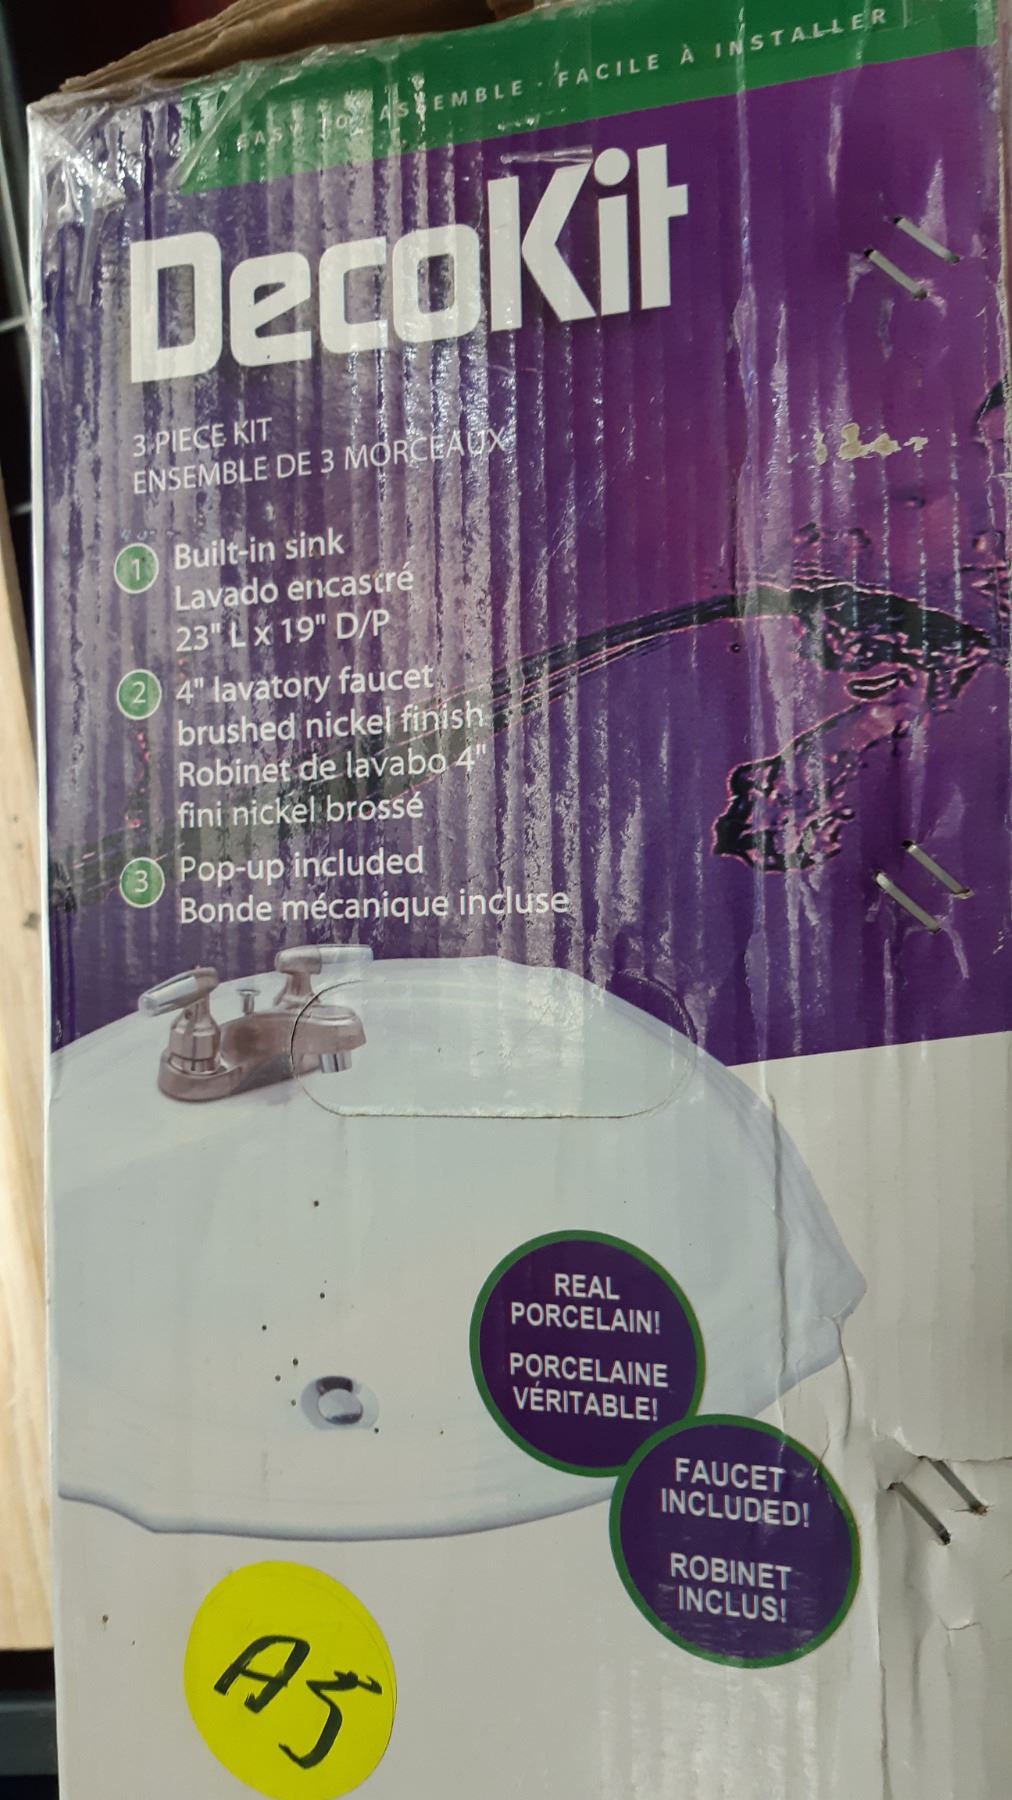 EASY TO ASSEMBLE · FACILE À INSTALLER
DecoKit
3 PIECE KIT
ENSEMBLE DE 3 MORCEAUX
1 Built-in sink
Lavado encastré
23" L x 19" D/P
2 4" lavatory faucet
brushed nickel finish
Robinet de lavabo 4"
fini nickel brossé
3 Pop-up included
Bonde mécanique incluse
REAL
PORCELAIN!
PORCELAINE
VÉRITABLE!
FAUCET
INCLUDED!
ROBINET
INCLUS!
A3